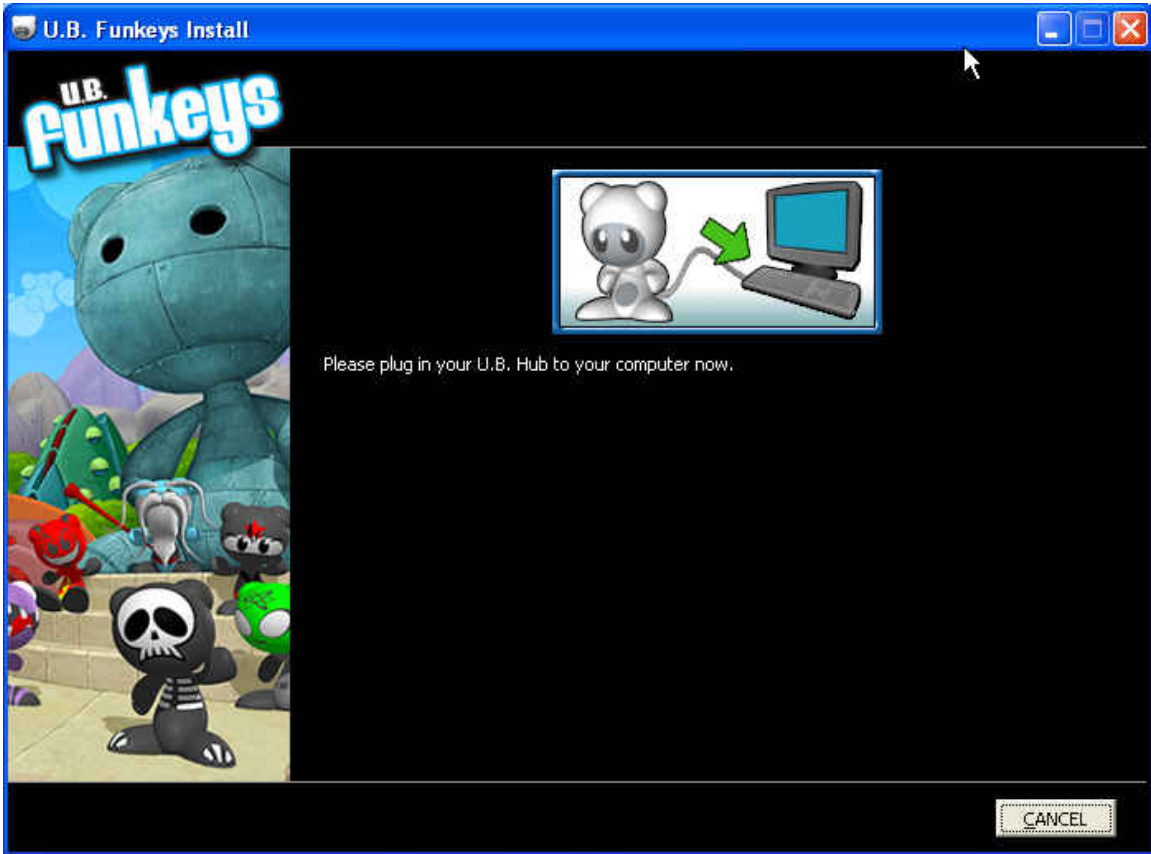 U.B. Funkeys Install
U.B.
funkeys
Please plug in your U.B. Hub to your computer now.
CANCEL